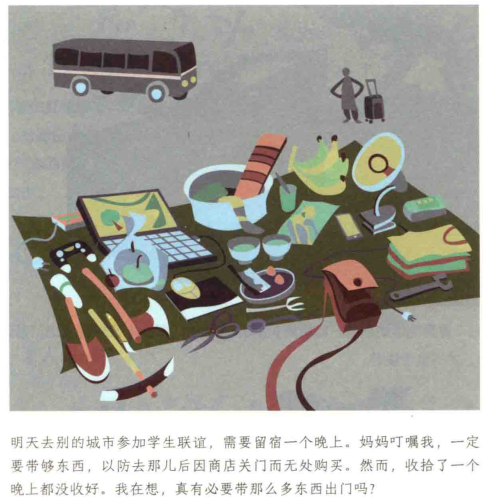 明天去别的城市参加学生联谊，需要留宿一个晚上。妈妈叮嘱我，一定
要带够东西，以防去那儿后因商店关门而无处购买。然而，收拾了一个
晚上都没收好。我在想，真有必要带那么多东西出门吗？